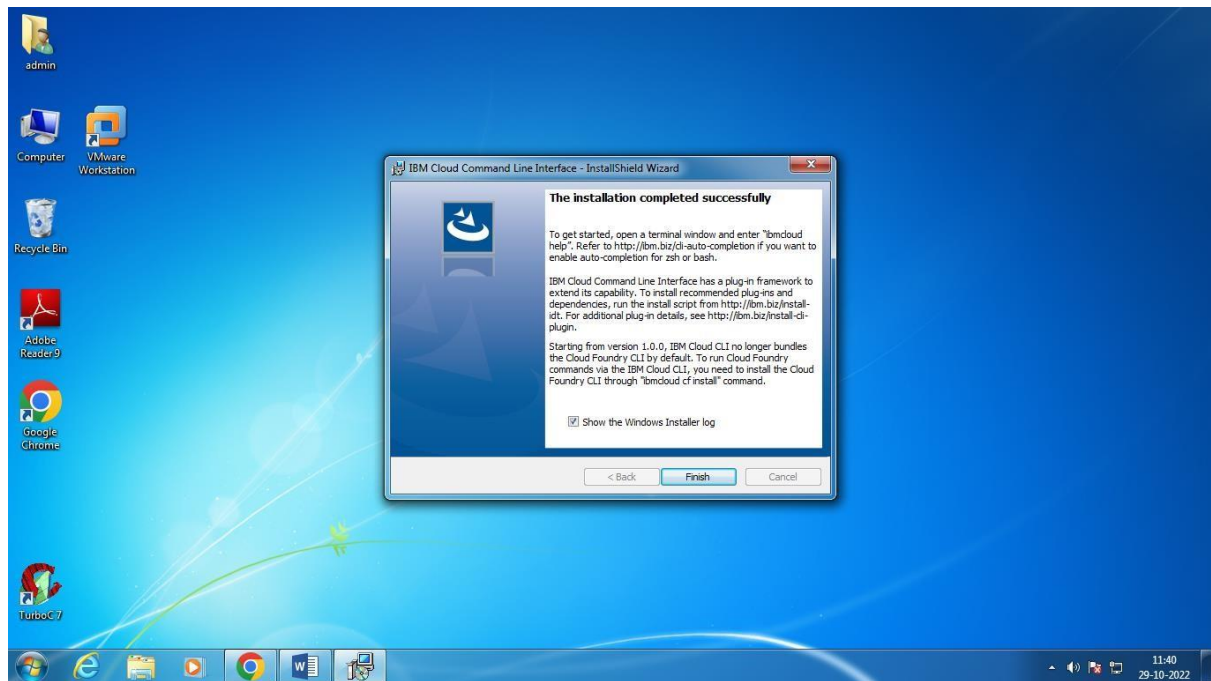 admin
Computer
VMware
Workstation
Recycle Bin
Adobe
Reader 9
Google
Chrome
TurboC 7
IBM Cloud Command Line Interface - InstallShield Wizard
The installation completed successfully
To get started, open a terminal window and enter "ibmcloud
help". Refer to http://ibm.biz/cli-auto-completion if you want to
enable auto-completion for zsh or bash.
IBM Cloud Command Line Interface has a plug-in framework to
extend its capability. To install recommended plug-ins and
dependencies, run the install script from http://ibm.biz/install-
idt. For additional plug-in details, see http://ibm.biz/install-cli-
plugin.
Starting from version 1.0.0, IBM Cloud CLI no longer bundles
the Cloud Foundry CLI by default. To run Cloud Foundry
commands via the IBM Cloud CLI, you need to install the Cloud
Foundry CLI through "ibmcloud cf install" command.
Show the Windows Installer log
< Back Finish Cancel
11:40
29-10-2022